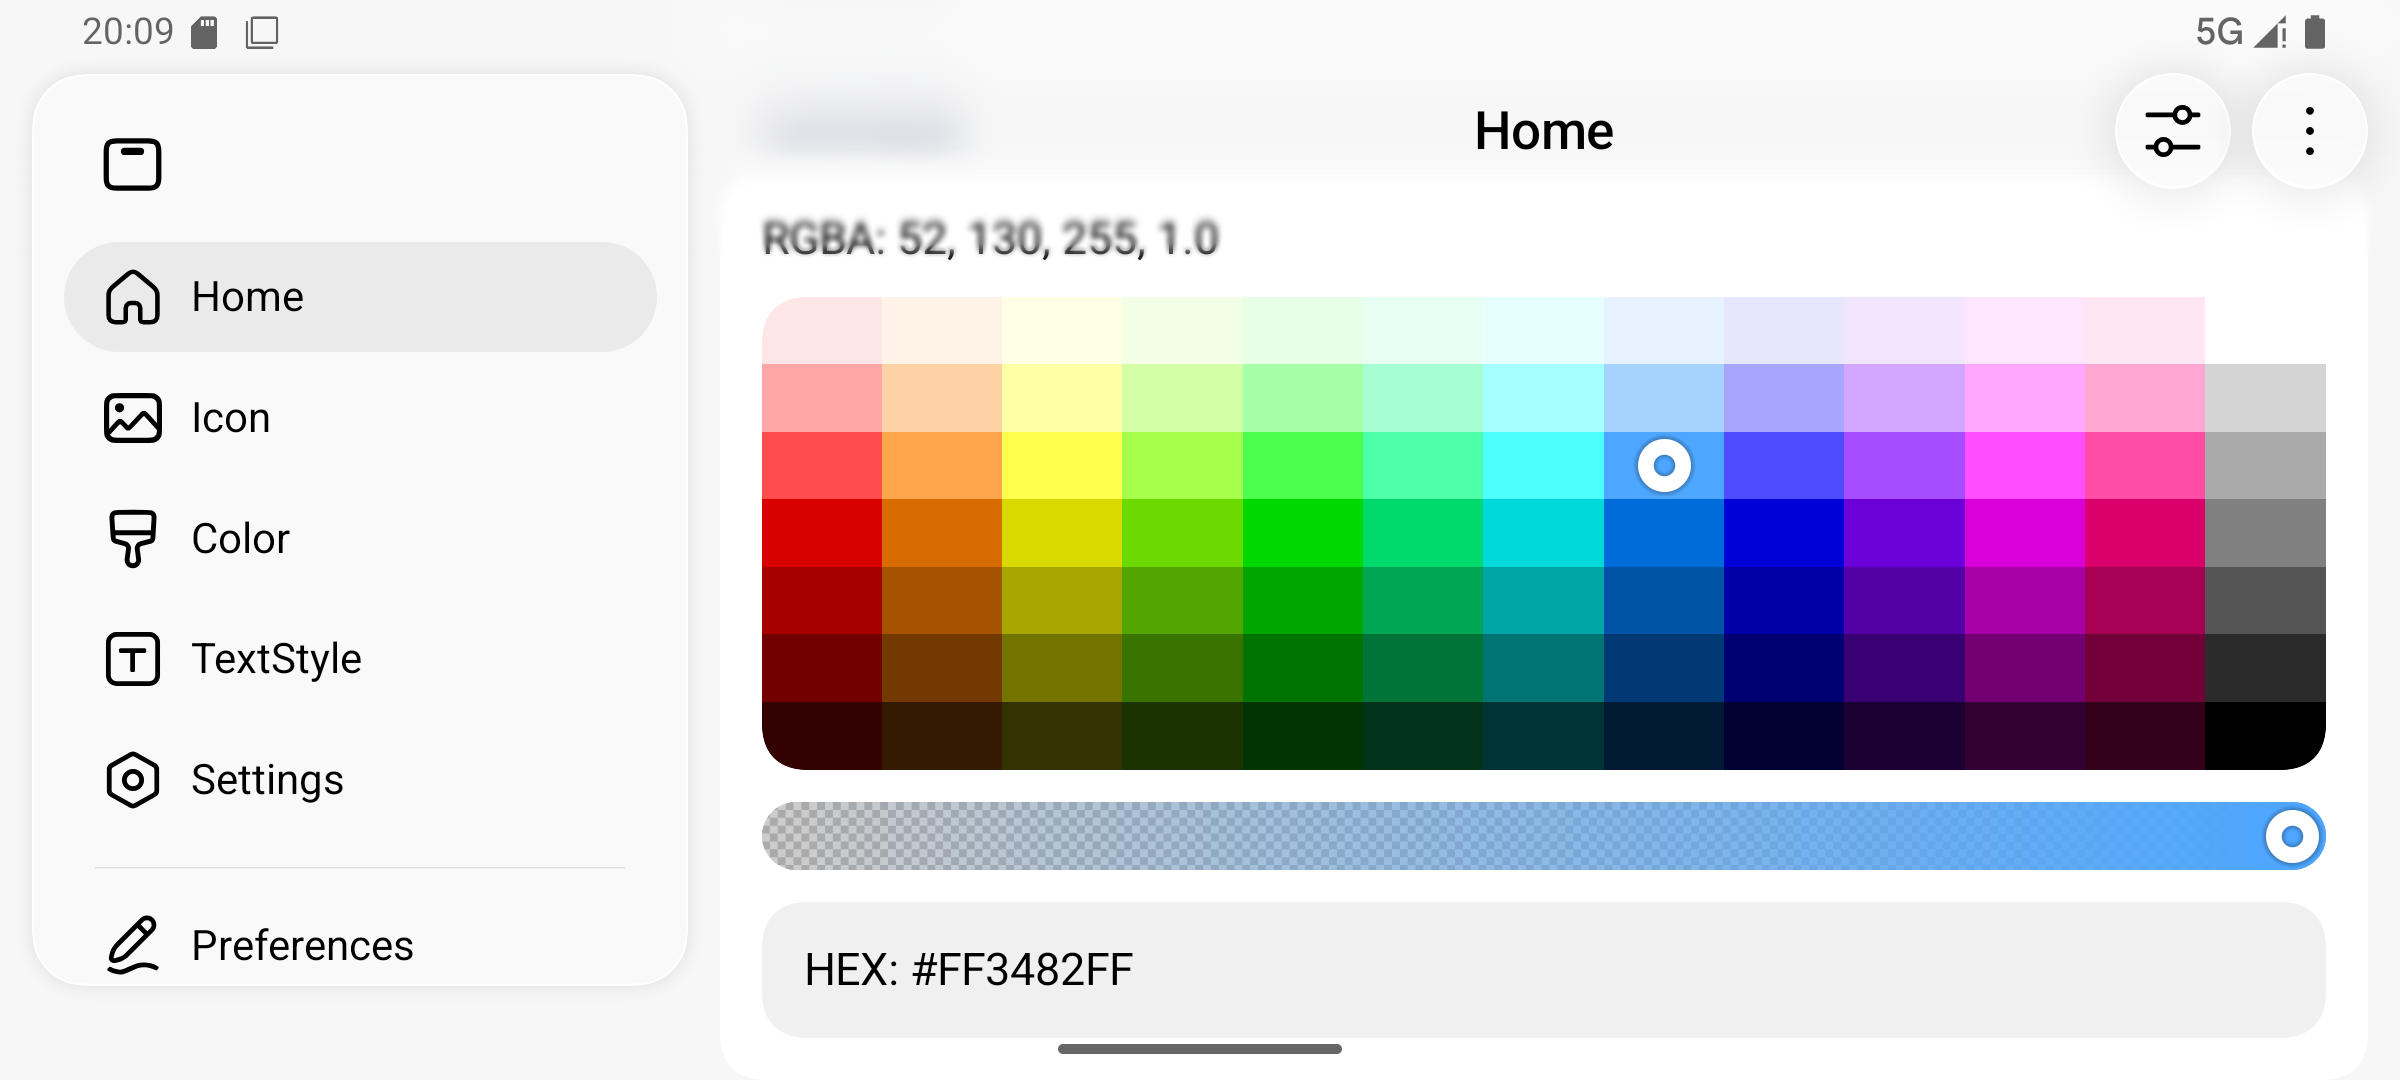 20:09
5G
Home
Home
Icon
Color
TextStyle
Settings
Preferences
RGBA: 52, 130, 255, 1.0
HEX: #FF3482FF